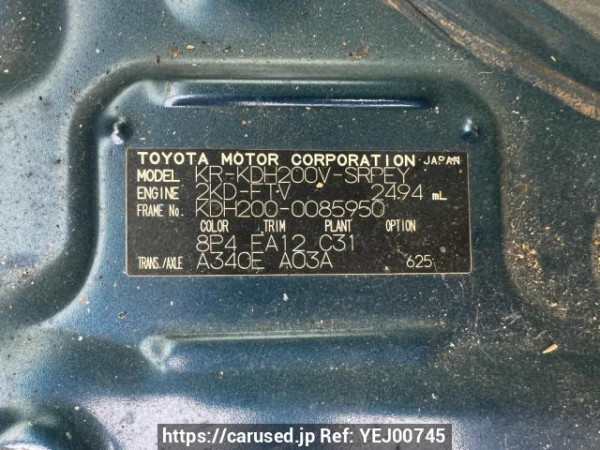 TOYOTA MOTOR CORPORATION JAPAN
MODEL KR-KDH200V-SRPEY
ENGINE 2KD-FTV 2494 mL
FRAME No. KDH200-0085950
COLOR TRIM PLANT OPTION
8P4 FA12 C31
TRANS./AXLE A340E A03A 625
https://carused.jp Ref: YEJ00745